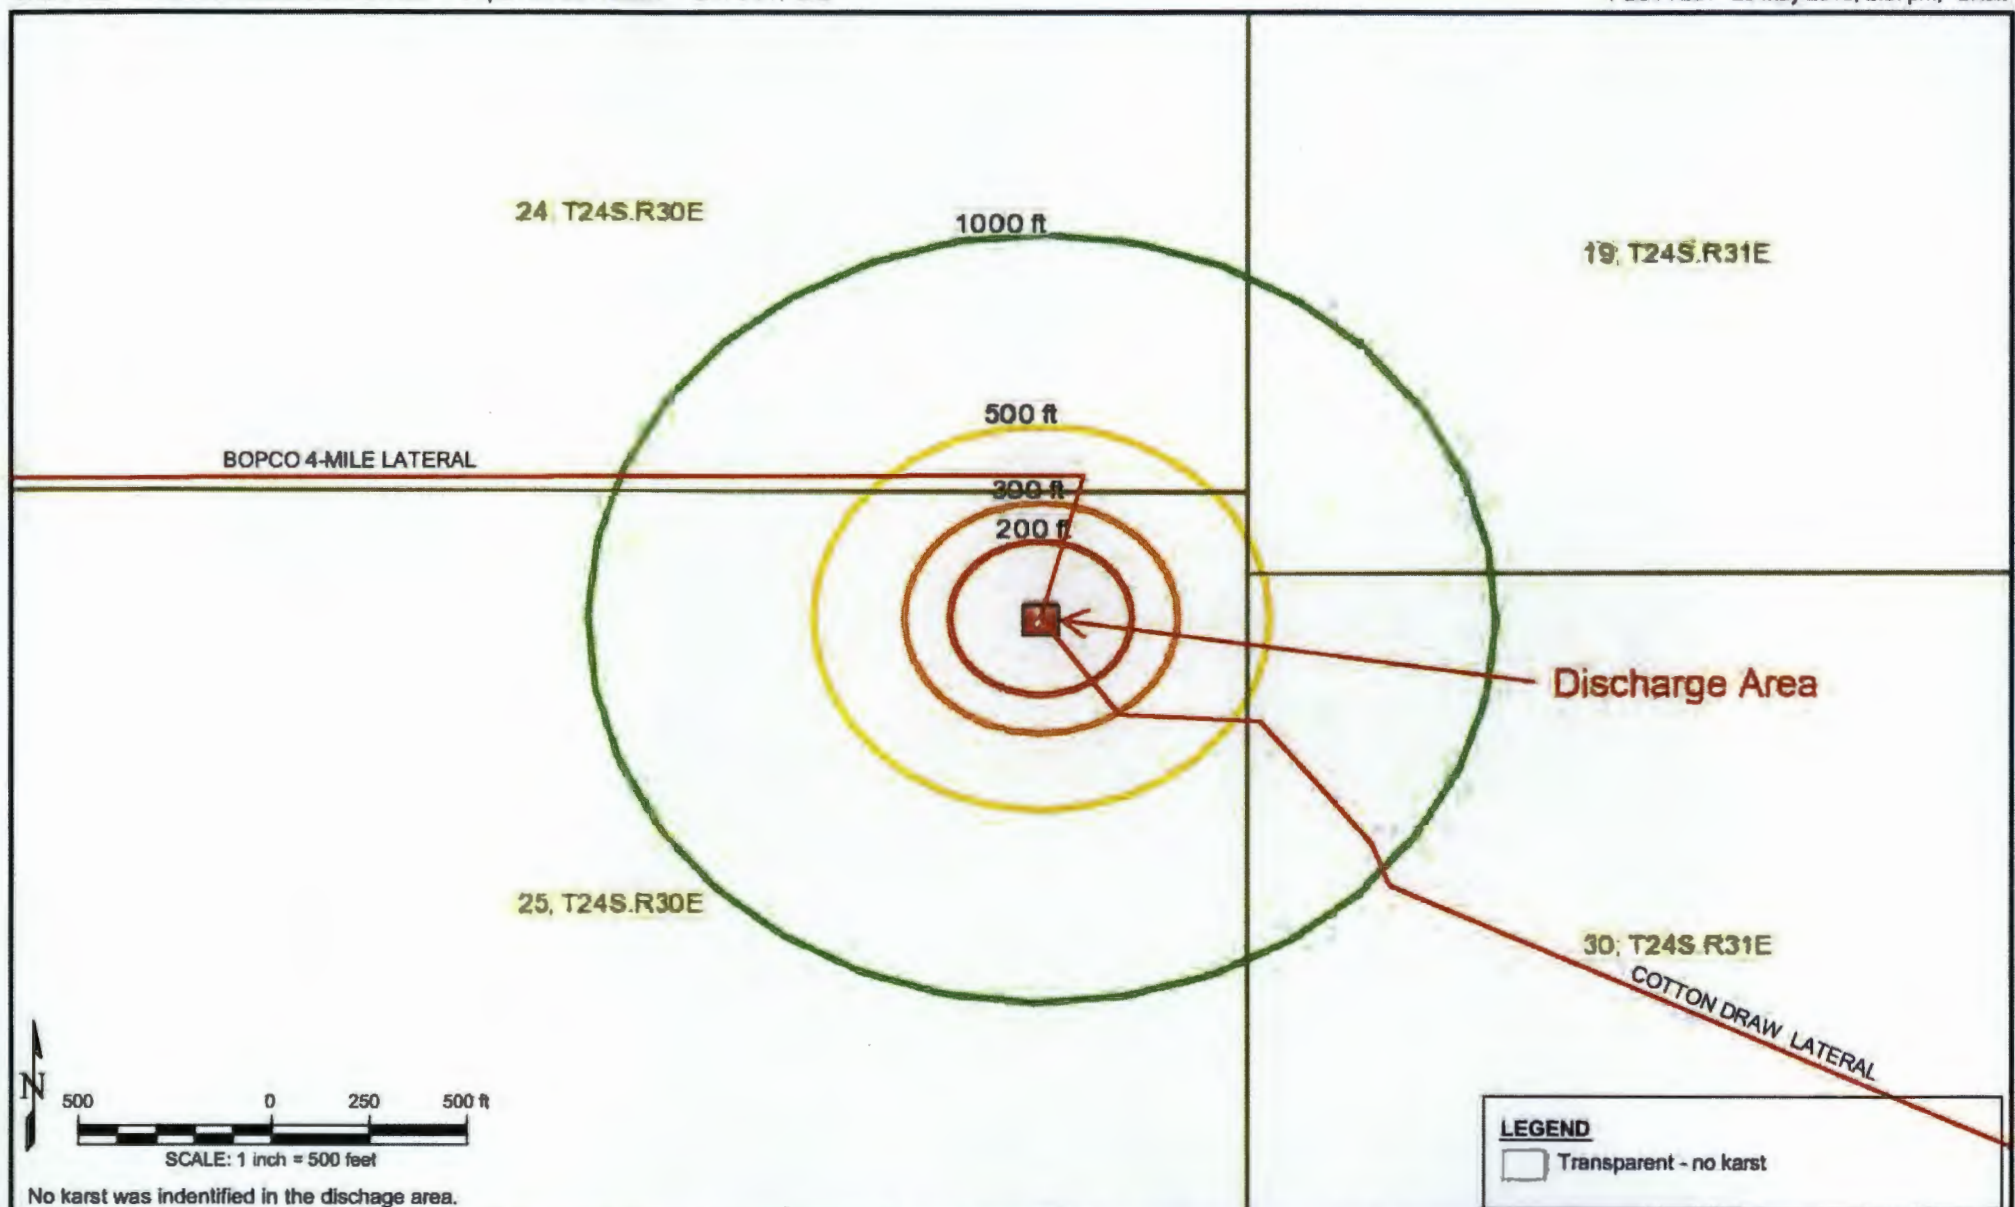 24, T24S.R30E
1000 ft
19, T24S.R31E
500 ft
BOPCO 4-MILE LATERAL
300 ft
200 ft
Discharge Area
25, T24S.R30E
30, T24S.R31E
COTTON DRAW LATERAL
N
500 0 250 500 ft
SCALE: 1 inch = 500 feet
No karst was indentified in the dischage area.
LEGEND
Transparent - no karst